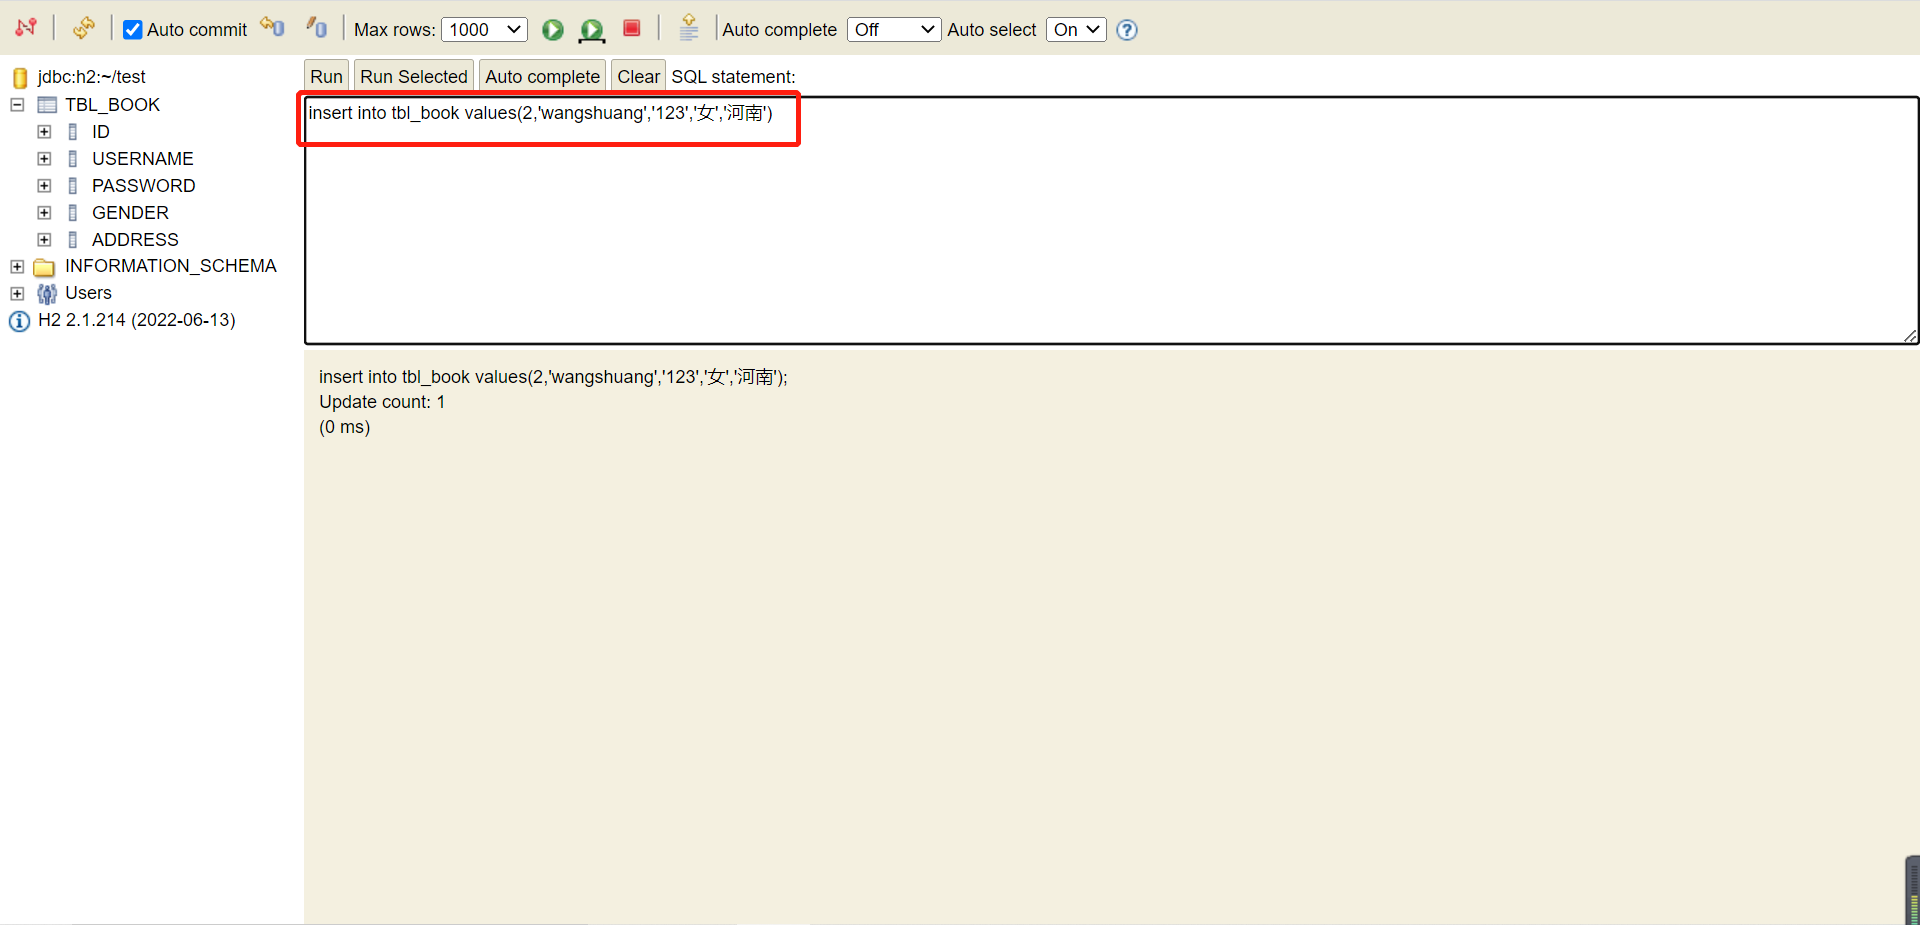 Auto commit Max rows: 1000 Auto complete Off Auto select On
jdbc:h2:~/test
TBL_BOOK
ID
USERNAME
PASSWORD
GENDER
ADDRESS
INFORMATION_SCHEMA
Users
H2 2.1.214 (2022-06-13)
Run Run Selected Auto complete Clear SQL statement:
insert into tbl_book values(2,'wangshuang','123','女','河南')
insert into tbl_book values(2,'wangshuang','123','女','河南');
Update count: 1
(0 ms)